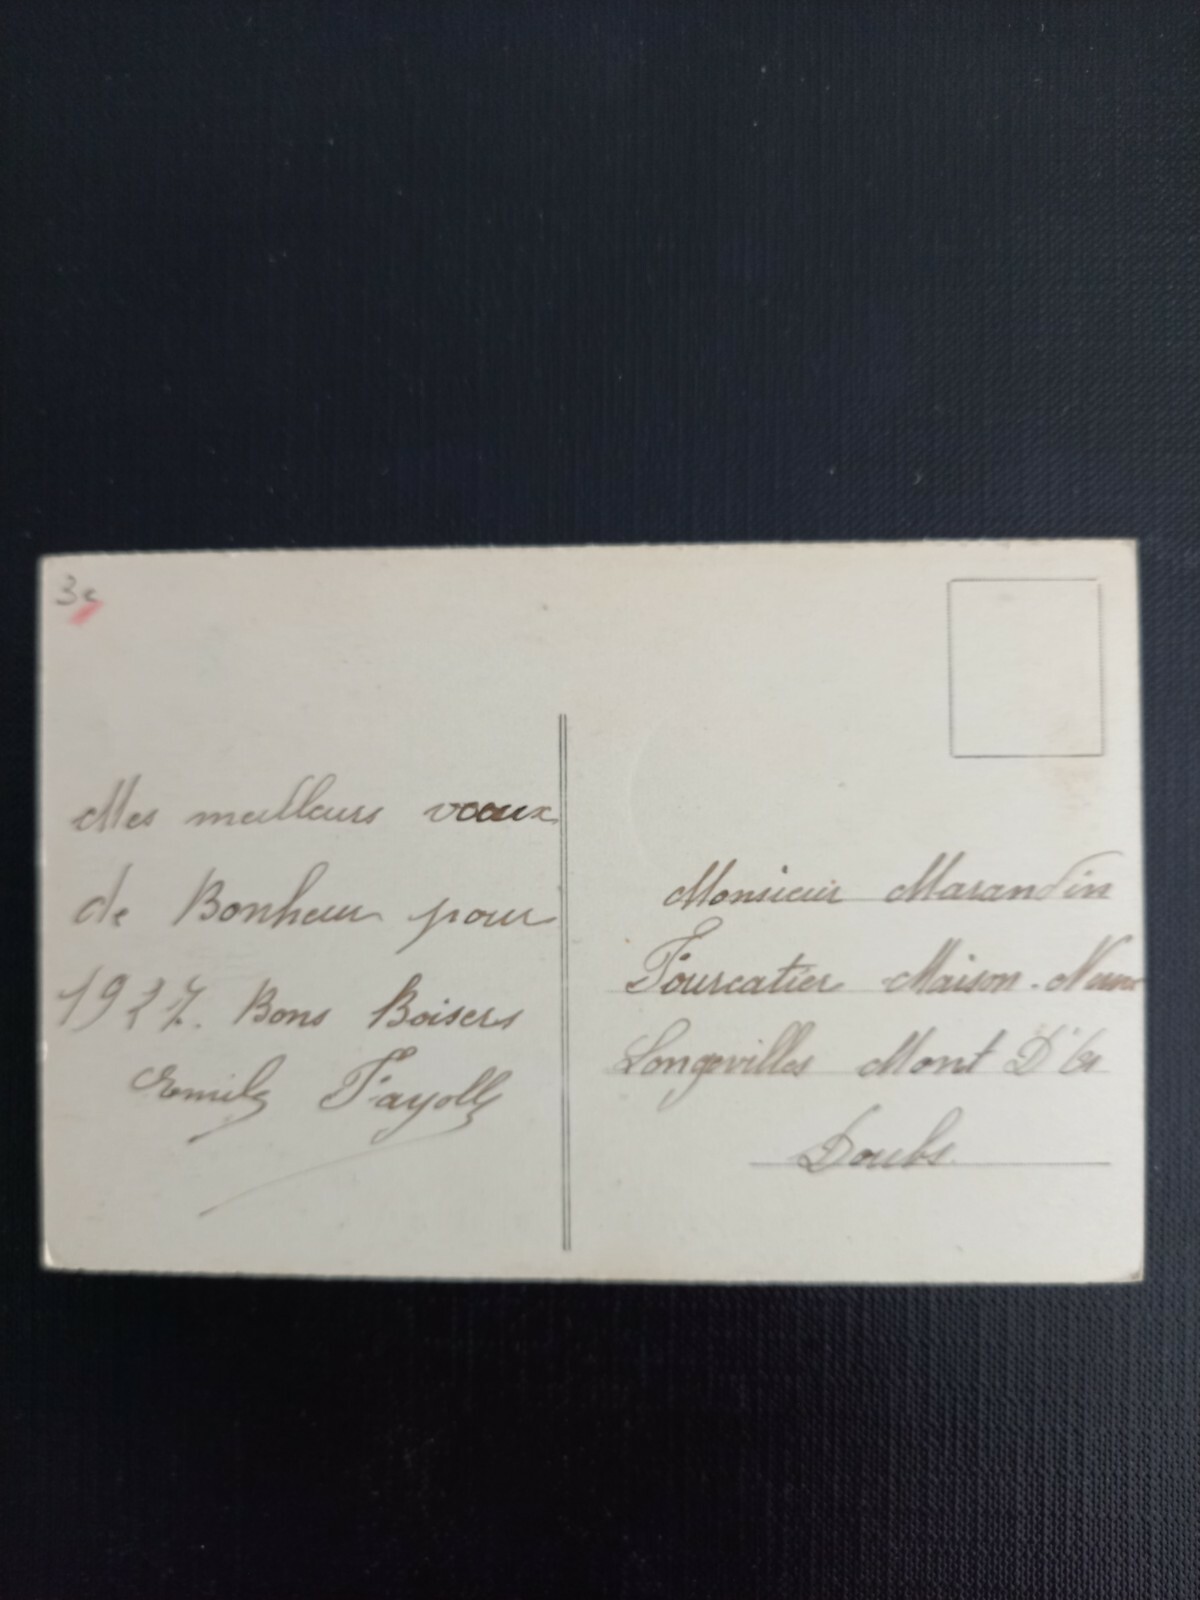 3e
Mes meilleurs voeux
de Bonheur pour
1927. Bons Baisers
Emile Fayolle
Monsieur Marandin
Fourcatier Maison-Neuve
Longevilles Mont D'Or
Doubs